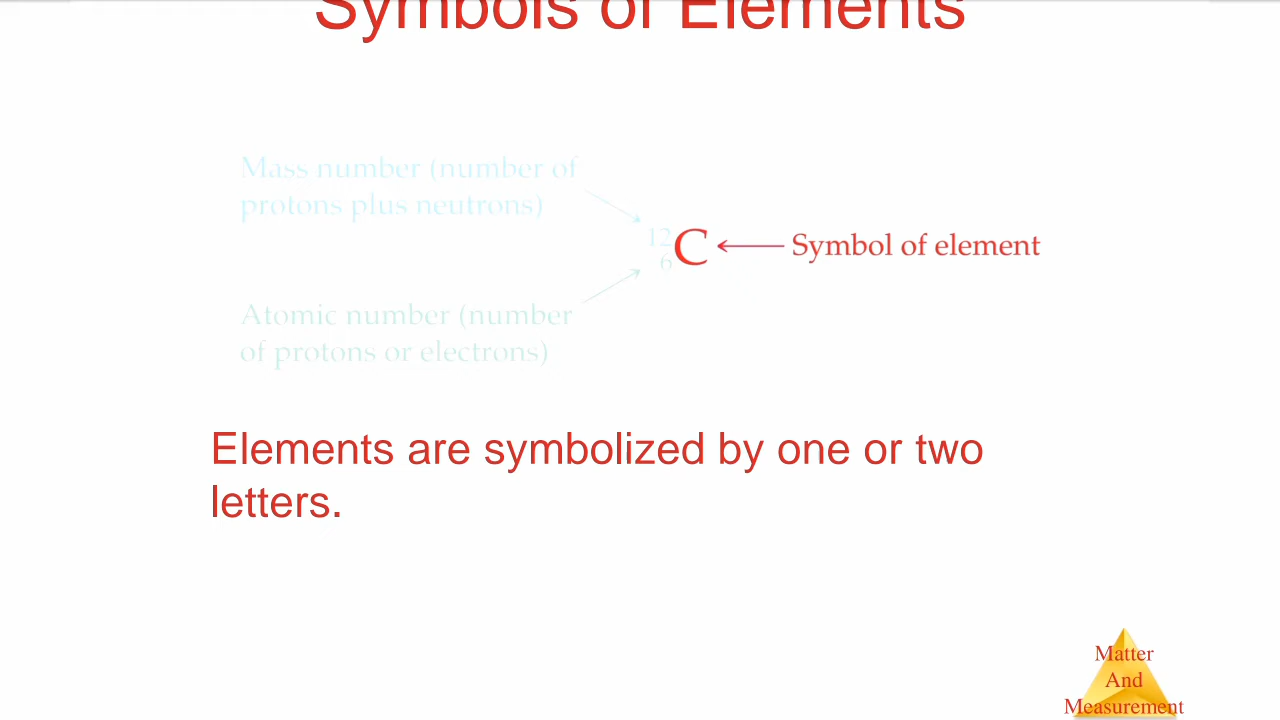 Symbols of Elements
Mass number (number of
protons plus neutrons)
12
C
Symbol of element
6
Atomic number (number
of protons or electrons)
Elements are symbolized by one or two
letters.
Matter
And
Measurement